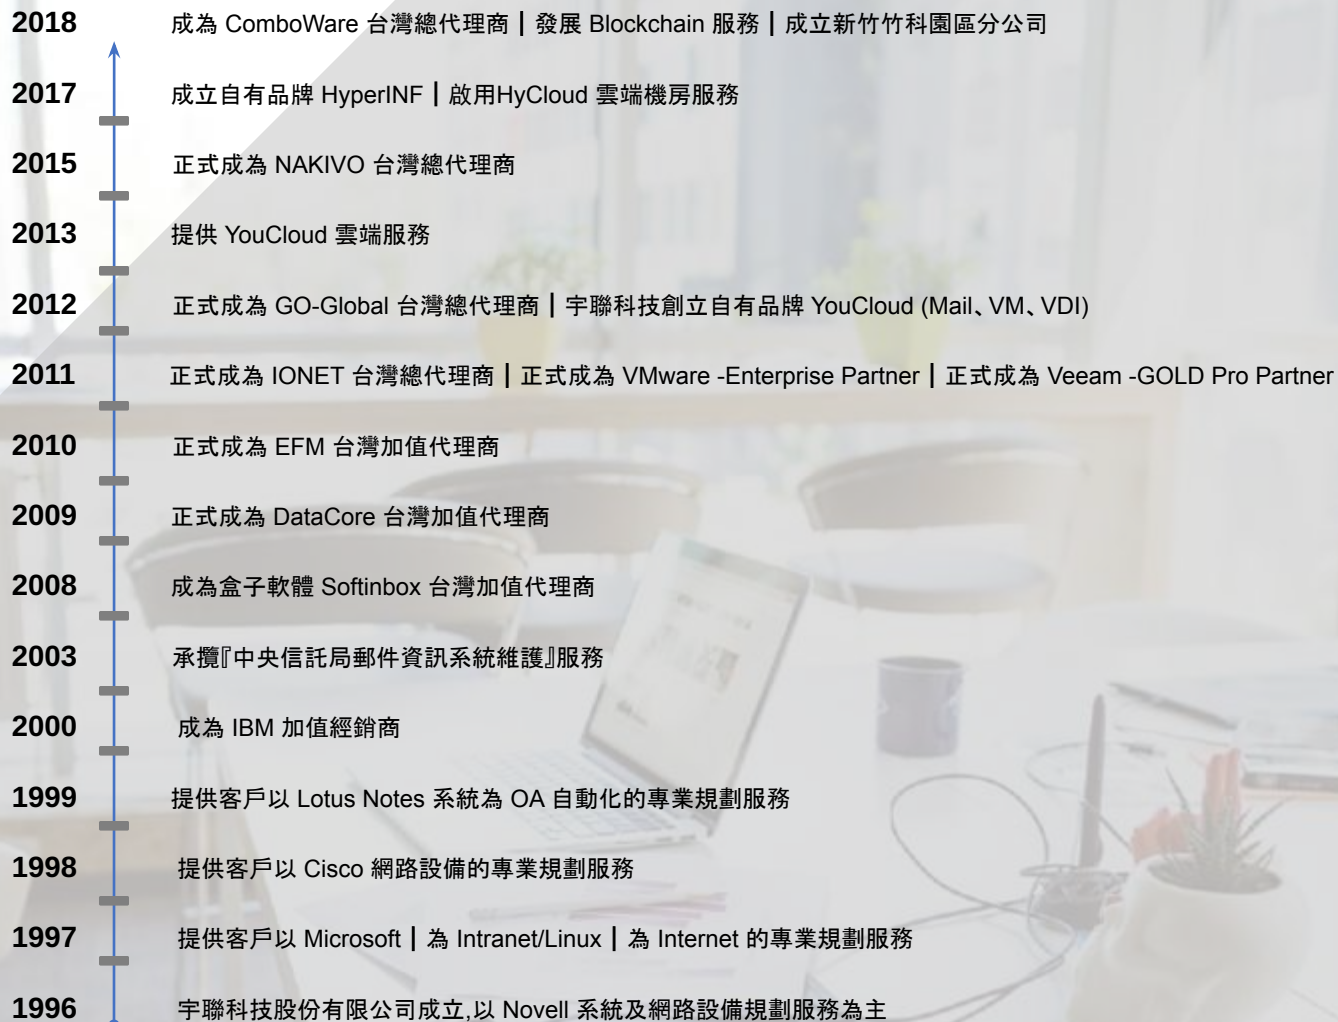 2018 成為 ComboWare 台灣總代理商┃發展 Blockchain 服務┃成立新竹竹科園區分公司
2017 成立自有品牌 HyperINF┃啟用HyCloud 雲端機房服務
2015 正式成為 NAKIVO 台灣總代理商
2013 提供 YouCloud 雲端服務
2012 正式成為 GO-Global 台灣總代理商┃宇聯科技創立自有品牌 YouCloud (Mail、VM、VDI)
2011 正式成為 IONET 台灣總代理商┃正式成為 VMware -Enterprise Partner┃正式成為 Veeam -GOLD Pro Partner
2010 正式成為 EFM 台灣加值代理商
2009 正式成為 DataCore 台灣加值代理商
2008 成為盒子軟體 Softinbox 台灣加值代理商
2003 承攬『中央信託局郵件資訊系統維護』服務
2000 成為 IBM 加值經銷商
1999 提供客戶以 Lotus Notes 系統為 OA 自動化的專業規劃服務
1998 提供客戶以 Cisco 網路設備的專業規劃服務
1997 提供客戶以 Microsoft┃為 Intranet/Linux┃為 Internet 的專業規劃服務
1996 宇聯科技股份有限公司成立,以 Novell 系統及網路設備規劃服務為主